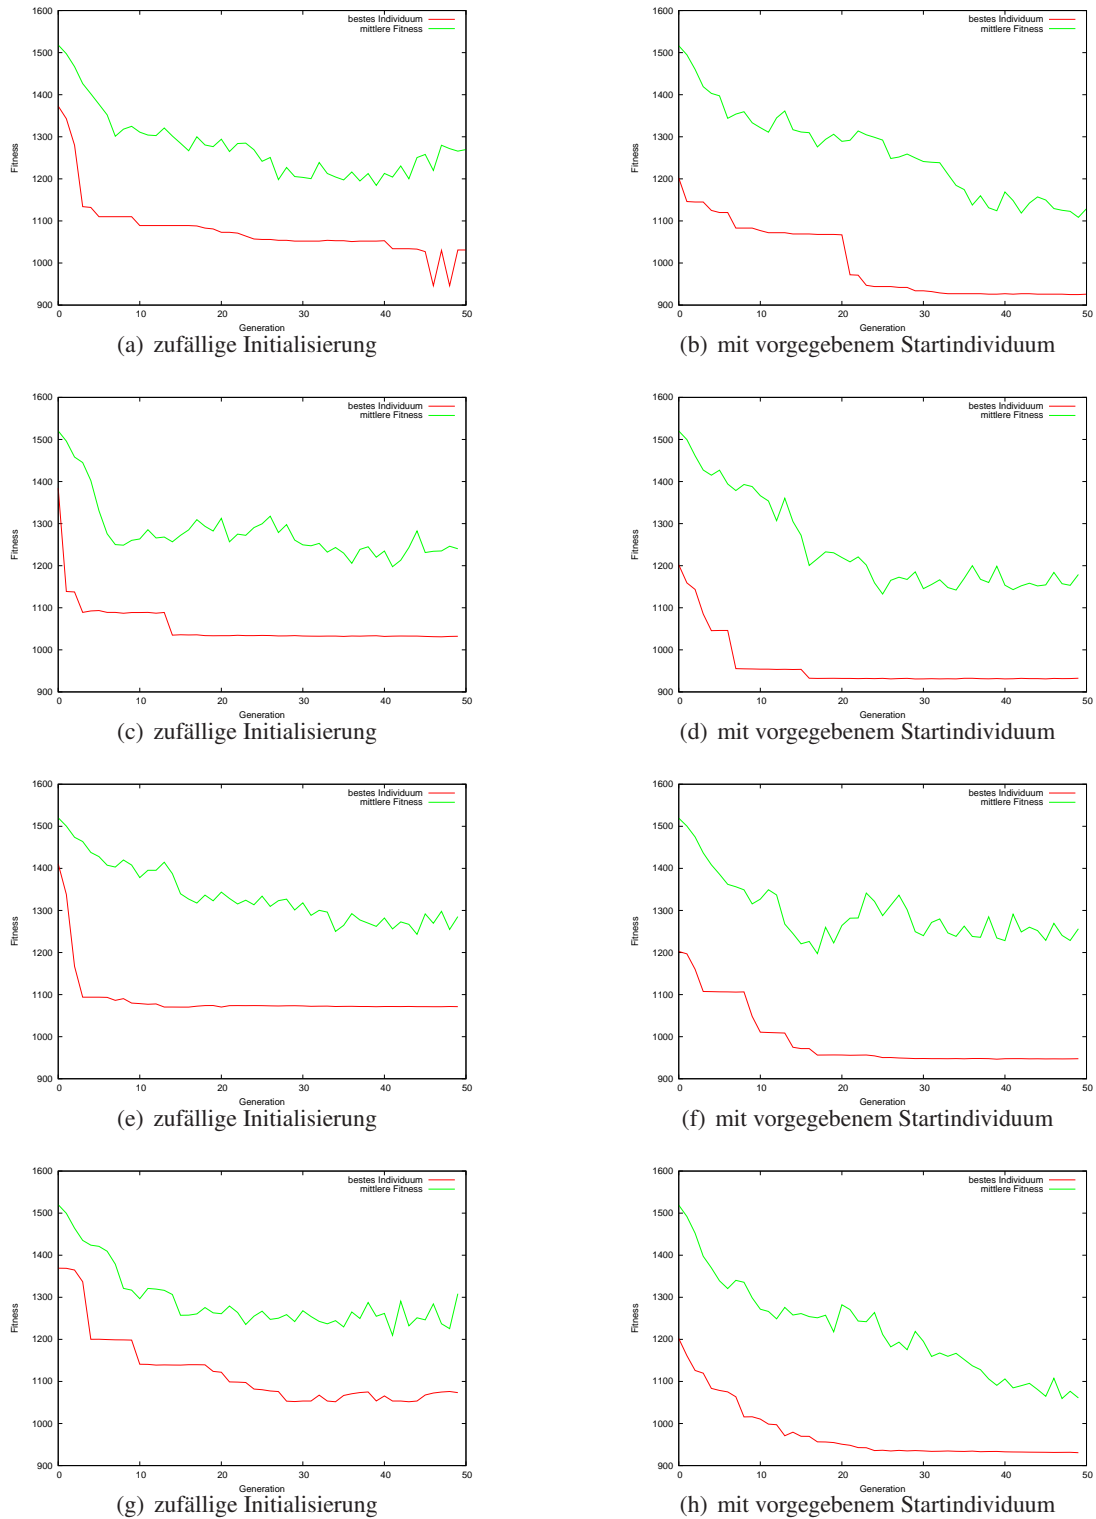 1600
1500
1400
1300
1200
1100
1000
900
Fitness
bestes Individuum
mittlere Fitness
0 10 20 30 40 50
Generation
(a) zufällige Initialisierung
1600
1500
1400
1300
1200
1100
1000
900
Fitness
bestes Individuum
mittlere Fitness
0 10 20 30 40 50
Generation
(b) mit vorgegebenem Startindividuum
1600
1500
1400
1300
1200
1100
1000
900
Fitness
bestes Individuum
mittlere Fitness
0 10 20 30 40 50
Generation
(c) zufällige Initialisierung
1600
1500
1400
1300
1200
1100
1000
900
Fitness
bestes Individuum
mittlere Fitness
0 10 20 30 40 50
Generation
(d) mit vorgegebenem Startindividuum
1600
1500
1400
1300
1200
1100
1000
900
Fitness
bestes Individuum
mittlere Fitness
0 10 20 30 40 50
Generation
(e) zufällige Initialisierung
1600
1500
1400
1300
1200
1100
1000
900
Fitness
bestes Individuum
mittlere Fitness
0 10 20 30 40 50
Generation
(f) mit vorgegebenem Startindividuum
1600
1500
1400
1300
1200
1100
1000
900
Fitness
bestes Individuum
mittlere Fitness
0 10 20 30 40 50
Generation
(g) zufällige Initialisierung
1600
1500
1400
1300
1200
1100
1000
900
Fitness
bestes Individuum
mittlere Fitness
0 10 20 30 40 50
Generation
(h) mit vorgegebenem Startindividuum